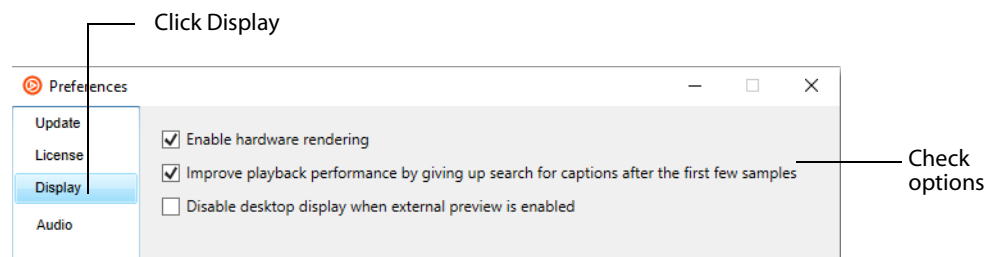 Click Display
Preferences
Update
License
Display
Audio
Enable hardware rendering
Improve playback performance by giving up search for captions after the first few samples
Disable desktop display when external preview is enabled
Check
options